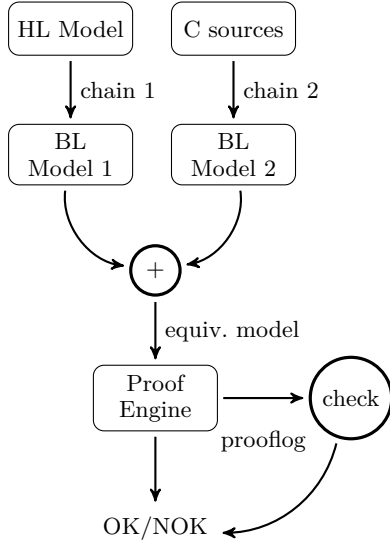 HL Model
C sources
chain 1
chain 2
BL
Model 1
BL
Model 2
+
equiv. model
Proof
Engine
check
prooflog
OK/NOK